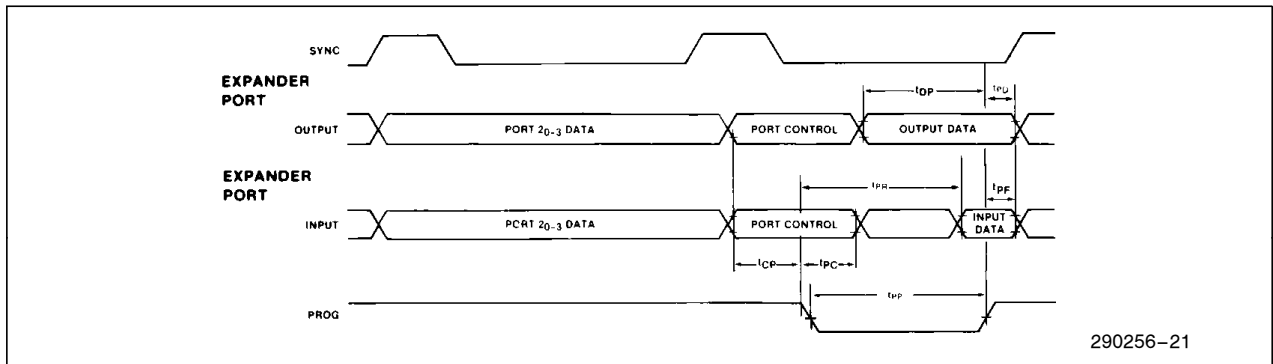 SYNC
EXPANDER
PORT
tDP
tPD
OUTPUT
PORT 20-3 DATA
PORT CONTROL
OUTPUT DATA
EXPANDER
PORT
tPR
tPF
INPUT
PORT 20-3 DATA
PORT CONTROL
INPUT
DATA
tCP
tPC
tPP
PROG
290256–21